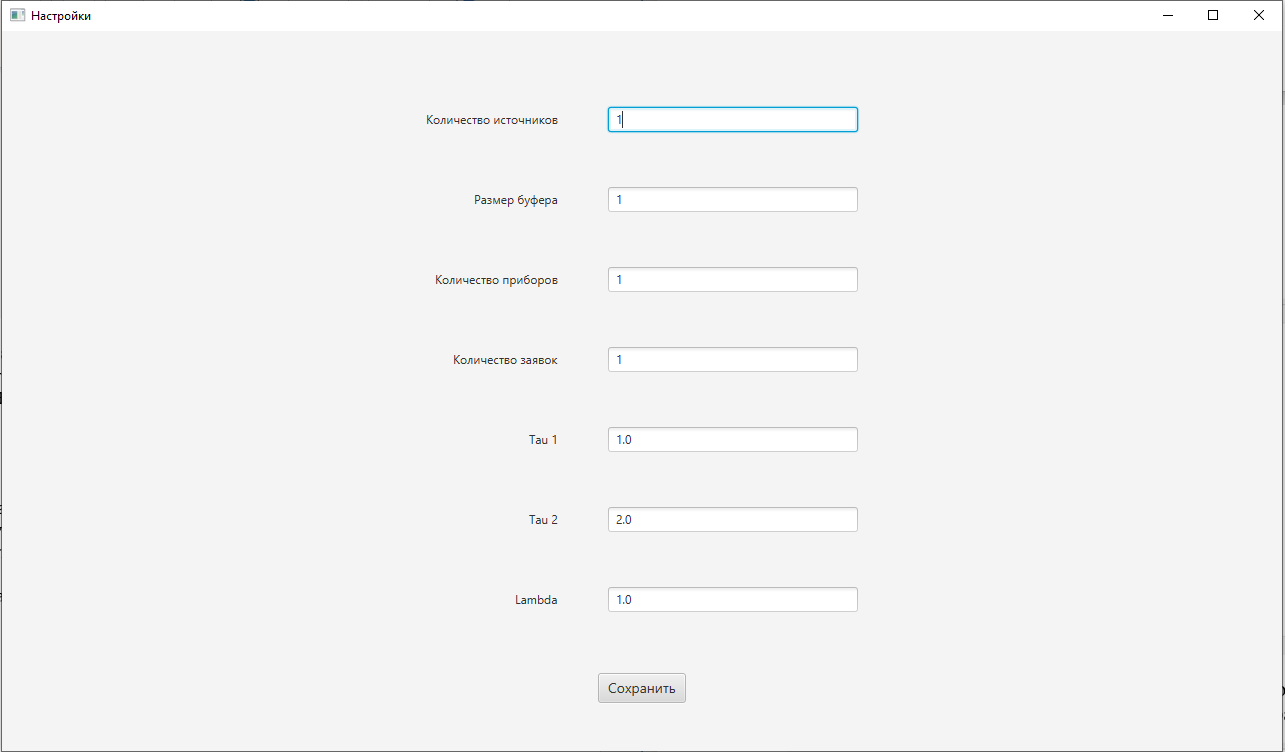 Настройки
Количество источников 1
Размер буфера 1
Количество приборов 1
Количество заявок 1
Tau 1 1.0
Tau 2 2.0
Lambda 1.0
Сохранить